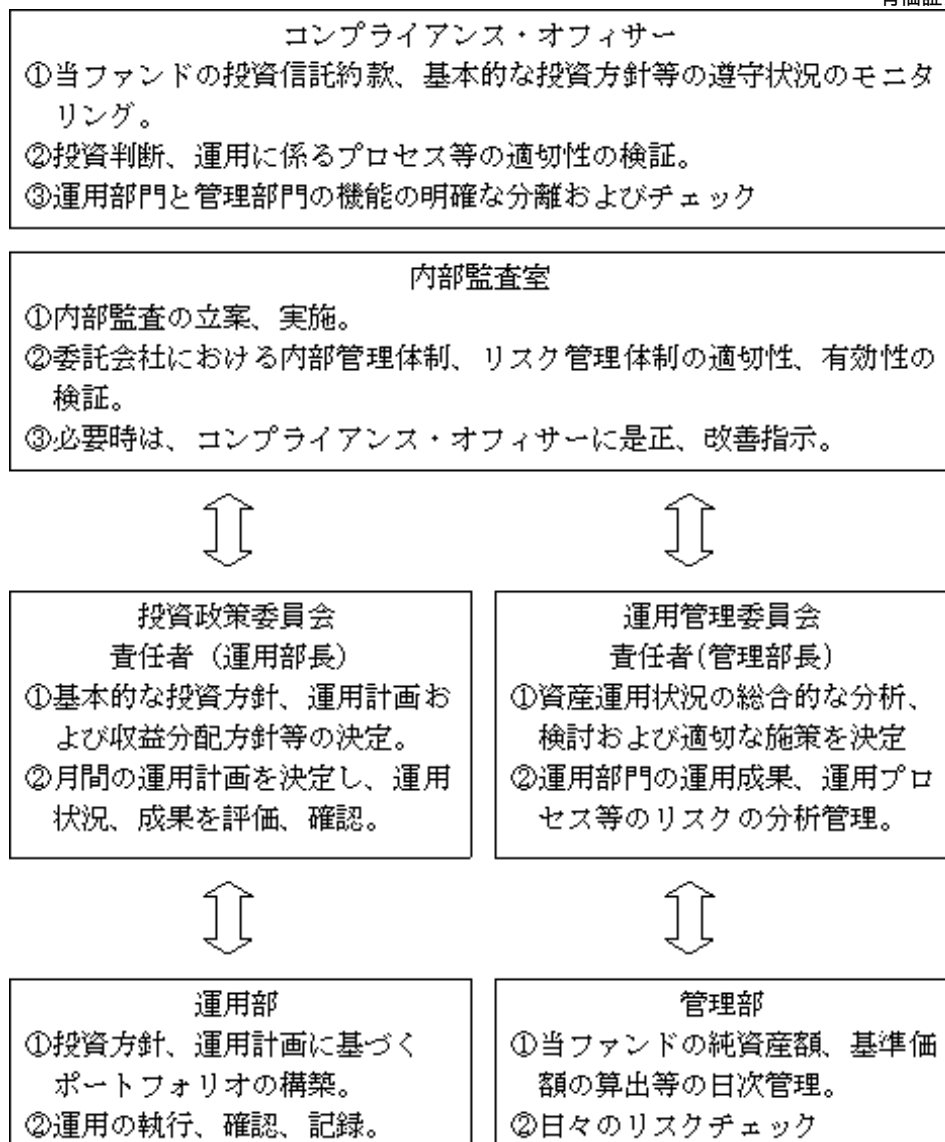 コンプライアンス・オフィサー
①当ファンドの投資信託約款、基本的な投資方針等の遵守状況のモニタ
リング。
②投資判断、運用に係るプロセス等の適切性の検証。
③運用部門と管理部門の機能の明確な分離およびチェック
内部監査室
①内部監査の立案、実施。
②委託会社における内部管理体制、リスク管理体制の適切性、有効性の
検証。
③必要時は、コンプライアンス・オフィサーに是正、改善指示。
投資政策委員会
責任者（運用部長）
①基本的な投資方針、運用計画お
よび収益分配方針等の決定。
②月間の運用計画を決定し、運用
状況、成果を評価、確認。
運用管理委員会
責任者(管理部長)
①資産運用状況の総合的な分析、
検討および適切な施策を決定
②運用部門の運用成果、運用プロ
セス等のリスクの分析管理。
運用部
①投資方針、運用計画に基づく
ポートフォリオの構築。
②運用の執行、確認、記録。
管理部
①当ファンドの純資産額、基準価
額の算出等の日次管理。
②日々のリスクチェック